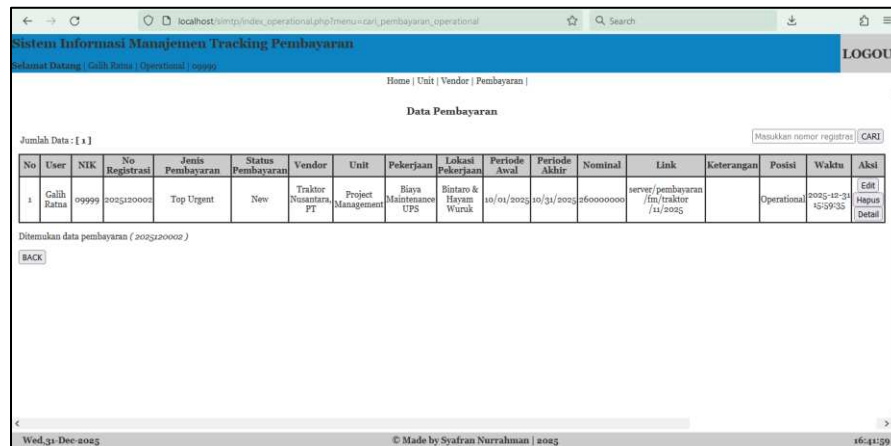 localhost/simtp/index_operational.php?menu=cari_pembayaran_operational
Search
Sistem Informasi Manajemen Tracking Pembayaran
LOGOU
Selamat Datang | Galih Ratna | Operational | 09999
Home | Unit | Vendor | Pembayaran |
Data Pembayaran
Jumlah Data : [ 1 ]
Masukkan nomor registras CARI
No User NIK No Registrasi Jenis Pembayaran Status Pembayaran Vendor Unit Pekerjaan Lokasi Pekerjaan Periode Awal Periode Akhir Nominal Link Keterangan Posisi Waktu Aksi
1 Galih Ratna 09999 2025120002 Top Urgent New Traktor Nusantara, PT Project Management Biaya Maintenance UPS Bintaro & Hayam Wuruk 10/01/2025 10/31/2025 260000000 server/pembayaran/fm/traktor/11/2025 Operational 2025-12-31 15:59:35 Edit Hapus Detail
Ditemukan data pembayaran ( 2025120002 )
BACK
Wed,31-Dec-2025
© Made by Syafran Nurrahman | 2025
16:41:59